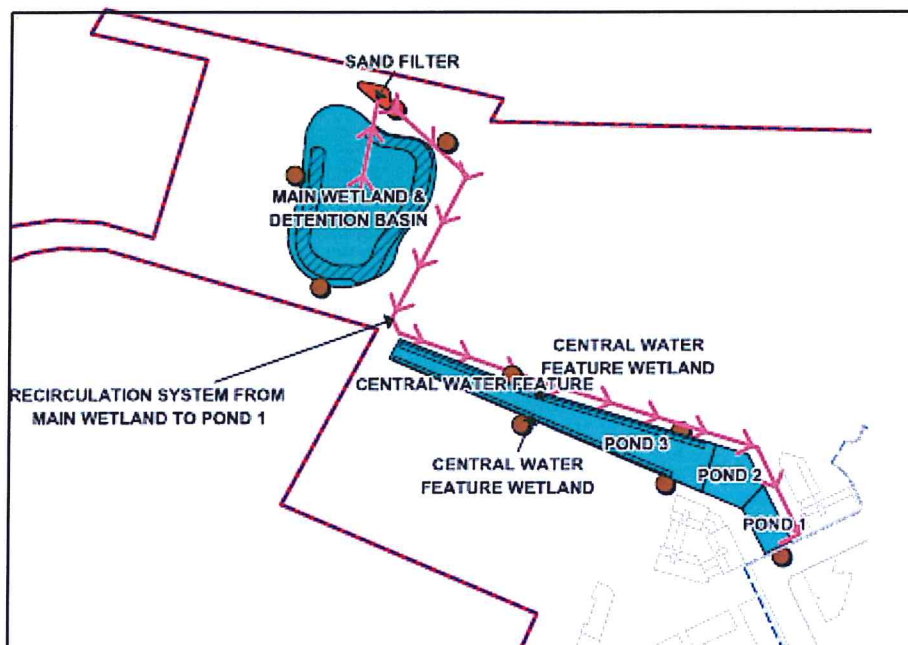 SAND FILTER
MAIN WETLAND &
DETENTION BASIN
RECIRCULATION SYSTEM FROM
MAIN WETLAND TO POND 1
CENTRAL WATER
FEATURE WETLAND
CENTRAL WATER FEATURE
CENTRAL WATER
FEATURE WETLAND
POND 3
POND 2
POND 1